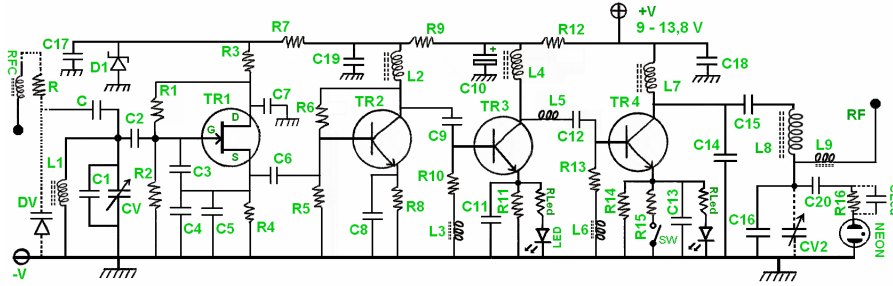 +V
9 - 13,8 V
R7
R9
R12
C17
D1
R3
C19
L2
C10
+
L4
L7
C18
RFC
R
C
R1
TR1
C7
R6
TR2
C9
TR3
L5
TR4
C15
RF
C2
D
G
S
C12
C14
L8
L9
L1
C1
CV
R2
C3
C6
R10
R13
DV
C4
C5
R4
R5
C8
R8
L3
C11
R11
RLed
LED
L6
R14
R15
SW
C13
RLed
C16
CV2
C20
R16
NEON
-V